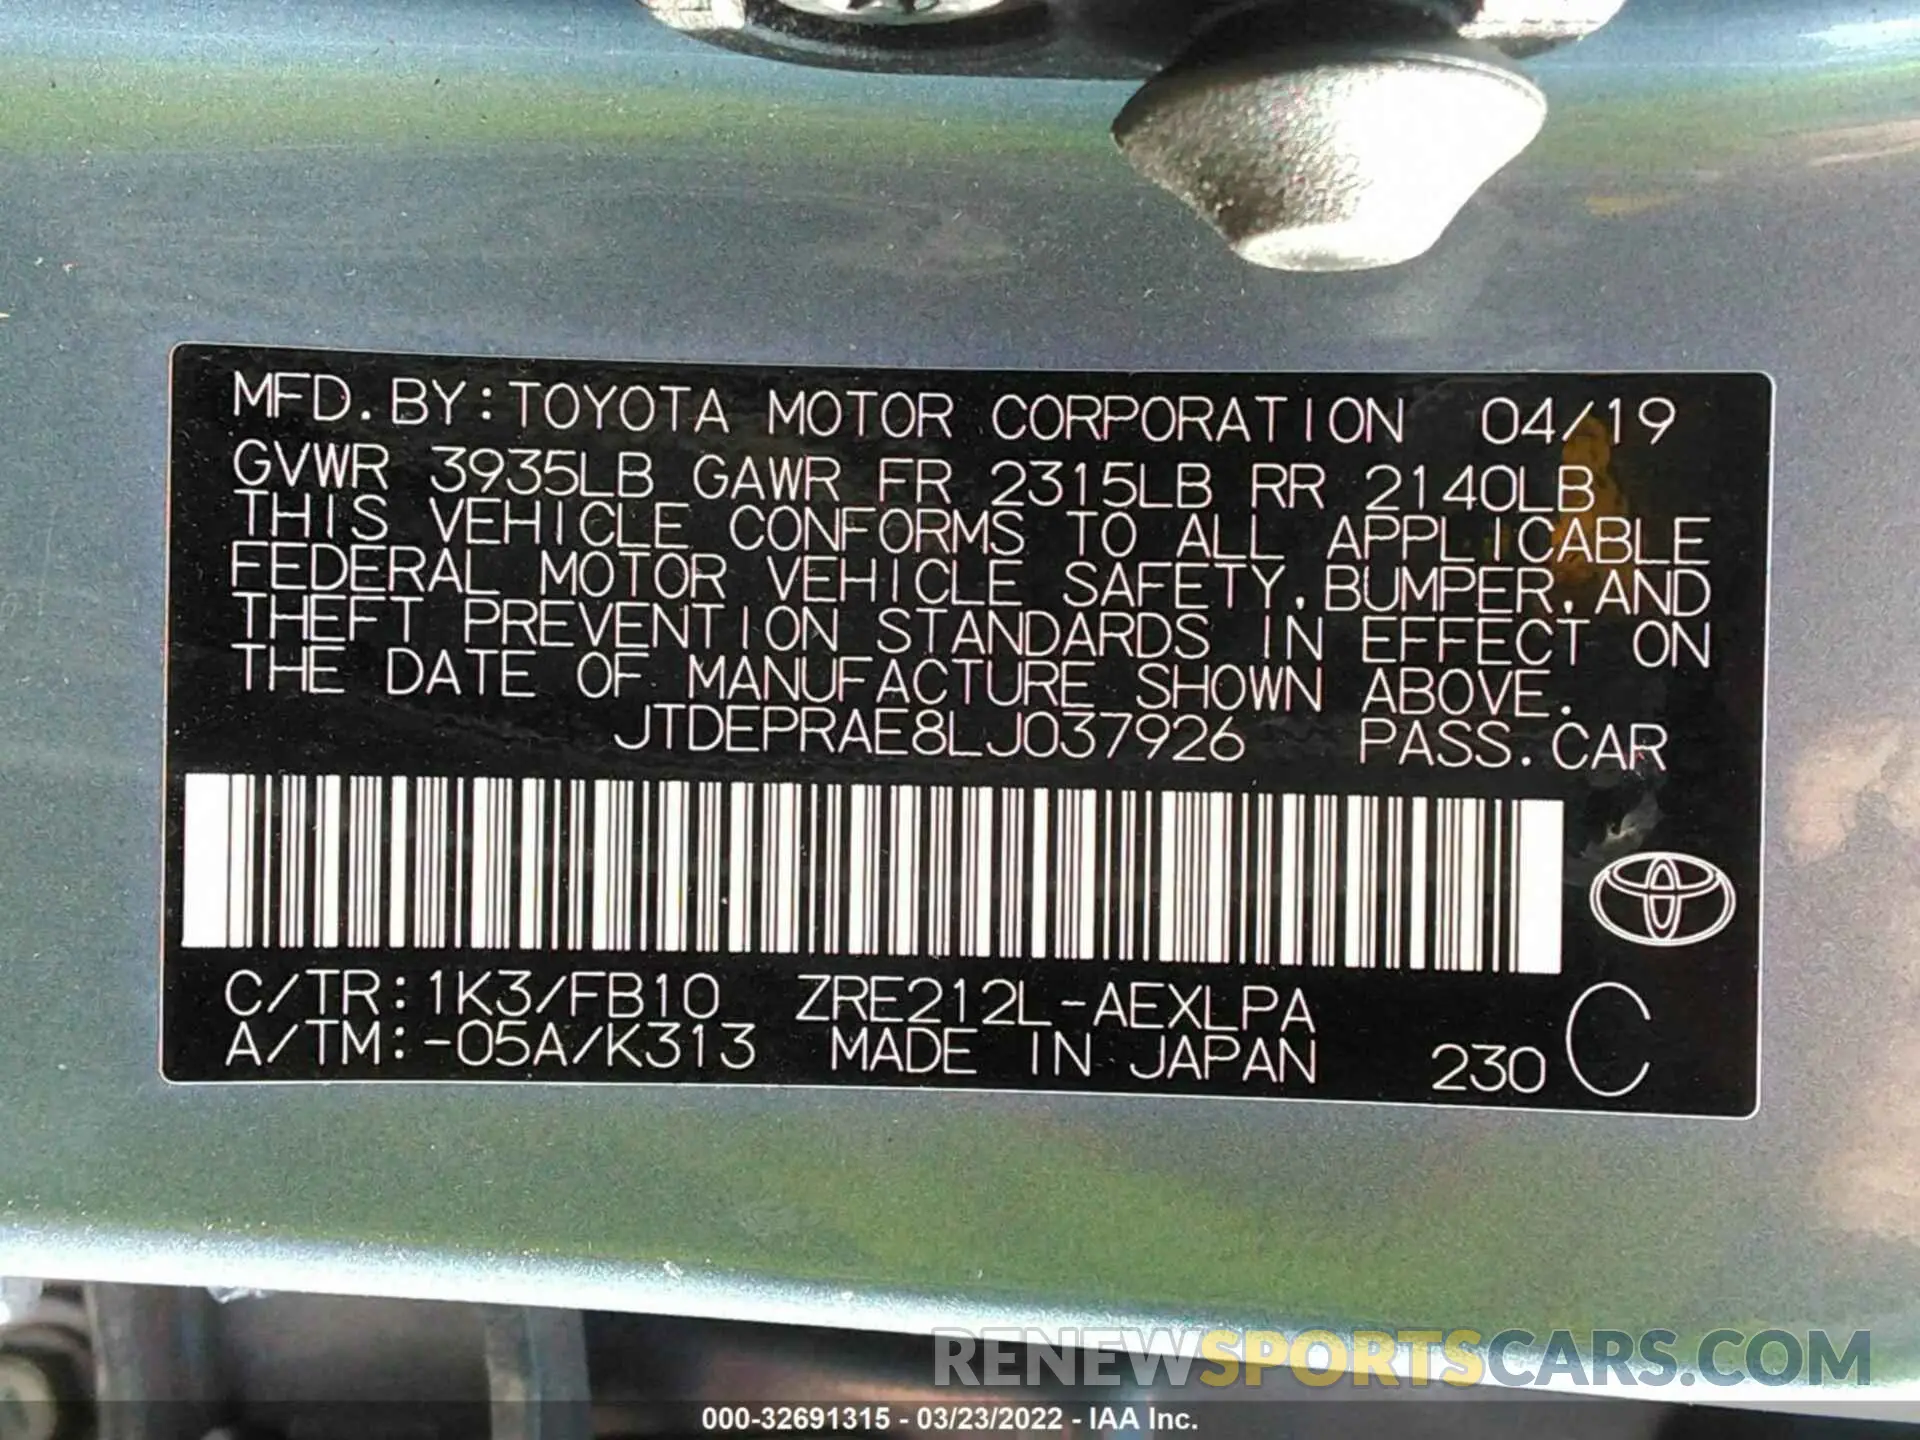 MFD.BY:TOYOTA MOTOR CORPORATION 04/19
GVWR 3935LB GAWR FR 2315LB RR 2140LB
THIS VEHICLE CONFORMS TO ALL APPLICABLE
FEDERAL MOTOR VEHICLE SAFETY,BUMPER,AND
THEFT PREVENTION STANDARDS IN EFFECT ON
THE DATE OF MANUFACTURE SHOWN ABOVE.
JTDEPRAE8LJ037926 PASS.CAR
C/TR:1K3/FB10 ZRE212L-AEXLPA
A/TM:-05A/K313 MADE IN JAPAN 230 C
RENEWSPORTSCARS.COM
000-32691315 - 03/23/2022 - IAA Inc.